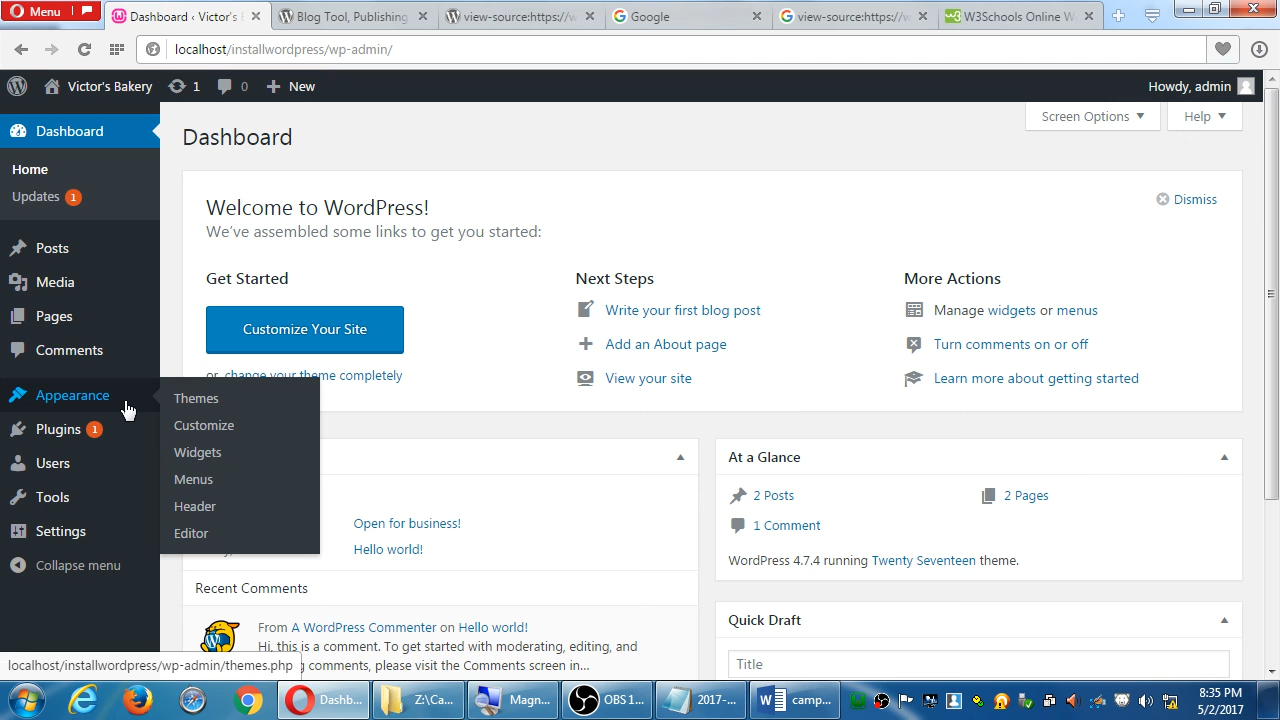 Menu
Dashboard ‹ Victor's
Blog Tool, Publishing
view-source:https://w
Google
view-source:https://w
W3Schools Online W
localhost/installwordpress/wp-admin/
Victor's Bakery
1
0
New
Howdy, admin
Dashboard
Home
Updates 1
Posts
Media
Pages
Comments
Appearance
Plugins 1
Users
Tools
Settings
Collapse menu
Themes
Customize
Widgets
Menus
Header
Editor
Dashboard
Screen Options
Help
Welcome to WordPress!
We've assembled some links to get you started:
Dismiss
Get Started
Customize Your Site
or, change your theme completely
Next Steps
Write your first blog post
Add an About page
View your site
More Actions
Manage widgets or menus
Turn comments on or off
Learn more about getting started
Open for business!
Hello world!
Recent Comments
From A WordPress Commenter on Hello world!
Hi, this is a comment. To get started with moderating, editing, and
g comments, please visit the Comments screen in...
At a Glance
2 Posts
2 Pages
1 Comment
WordPress 4.7.4 running Twenty Seventeen theme.
Quick Draft
Title
localhost/installwordpress/wp-admin/themes.php
Dashb...
Z:\Ca...
Magn...
OBS 1...
2017-...
camp...
8:35 PM
5/2/2017